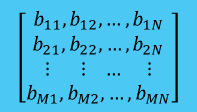 b₁₁, b₁₂, … , b₁N
b₂₁, b₂₂, … , b₂N
⋮ ⋮ … ⋮
bM₁, bM₂, … , bMN